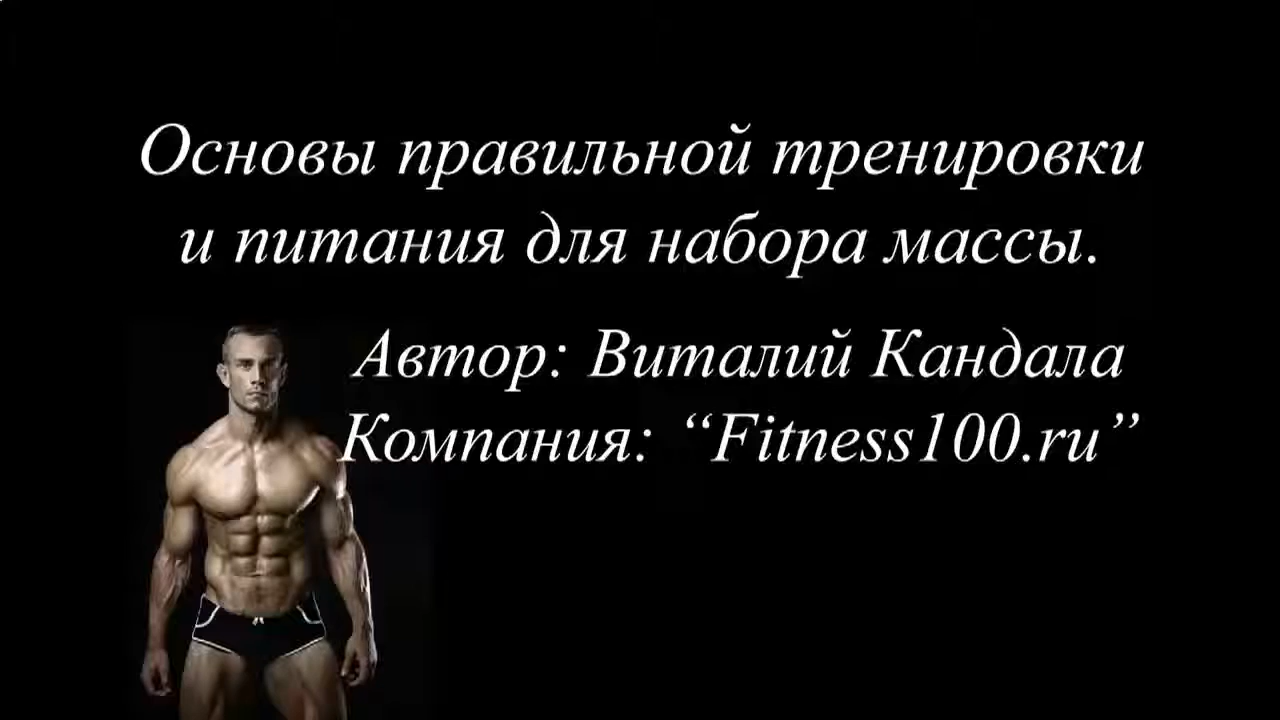 Основы правильной тренировки
и питания для набора массы.
Автор: Виталий Кандала
Компания: “Fitness100.ru”